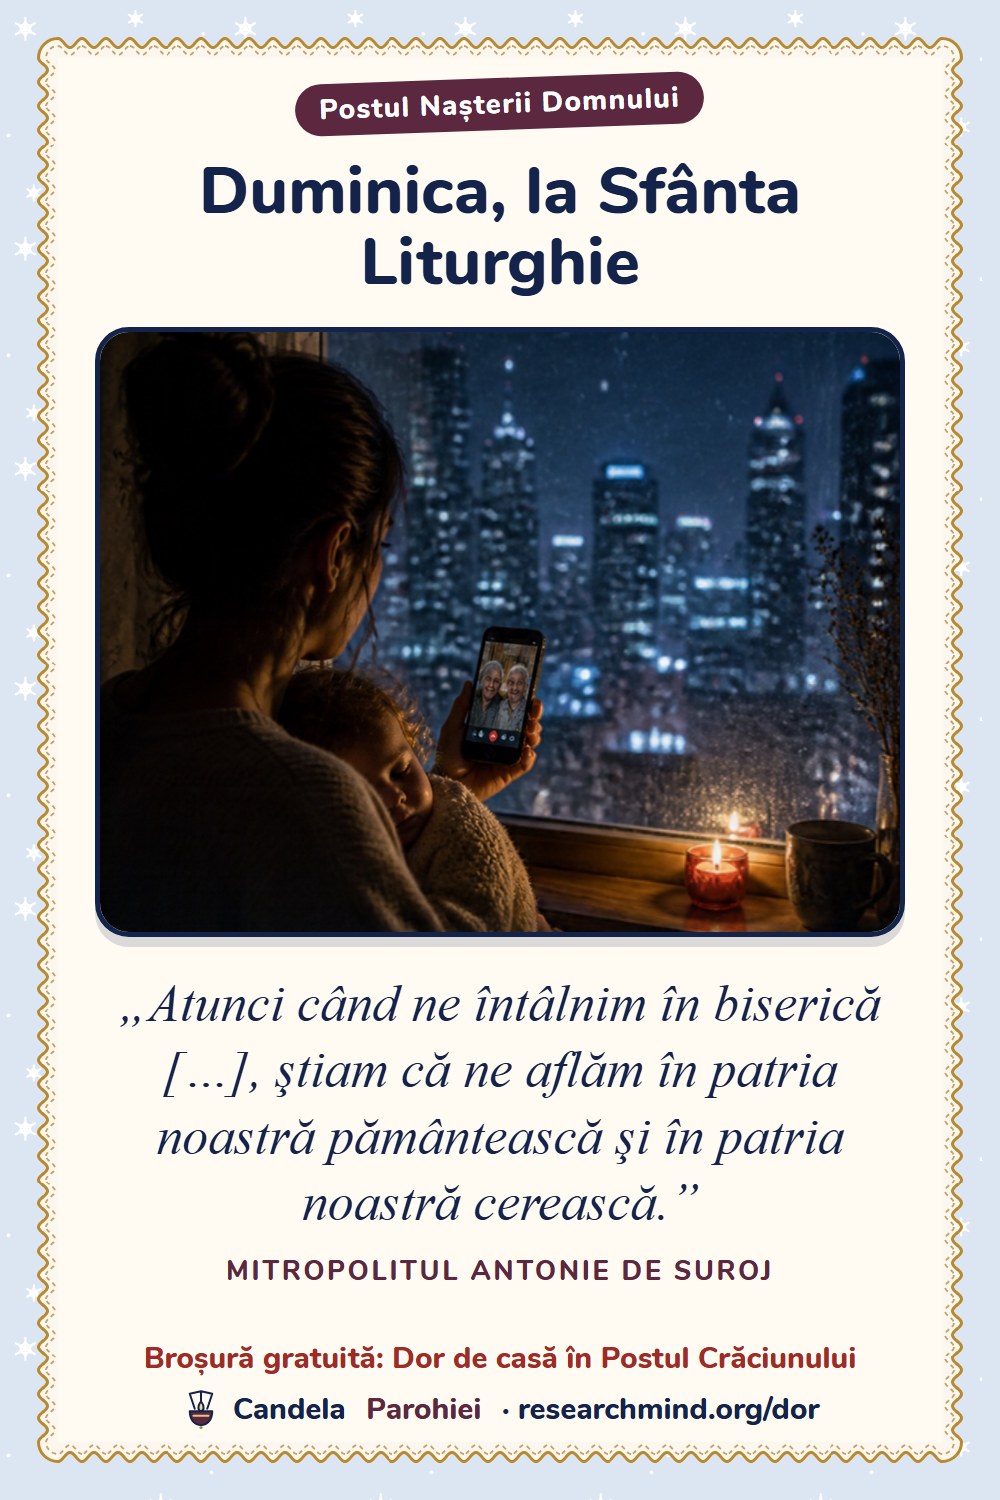 Postul Nașterii Domnului
Duminica, la Sfânta
Liturghie
„Atunci când ne întâlnim în biserică
[...], ştiam că ne aflăm în patria
noastră pământească şi în patria
noastră cerească.”
MITROPOLITUL ANTONIE DE SUROJ
Broșură gratuită: Dor de casă în Postul Crăciunului
Candela Parohiei · researchmind.org/dor